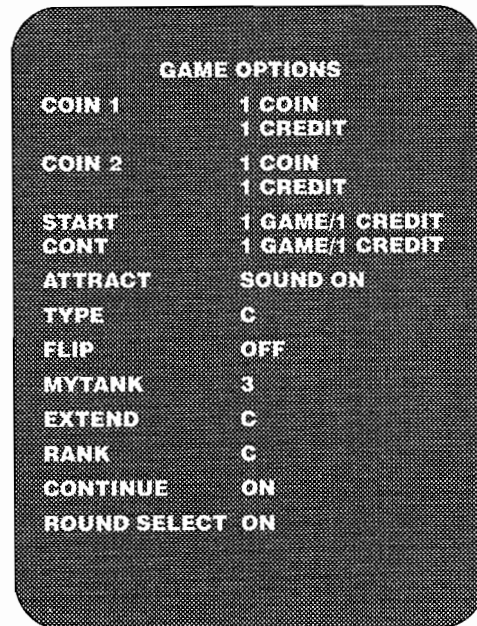 GAME OPTIONS
COIN 1 1 COIN
1 CREDIT
COIN 2 1 COIN
1 CREDIT
START 1 GAME/1 CREDIT
CONT 1 GAME/1 CREDIT
ATTRACT SOUND ON
TYPE C
FLIP OFF
MYTANK 3
EXTEND C
RANK C
CONTINUE ON
ROUND SELECT ON